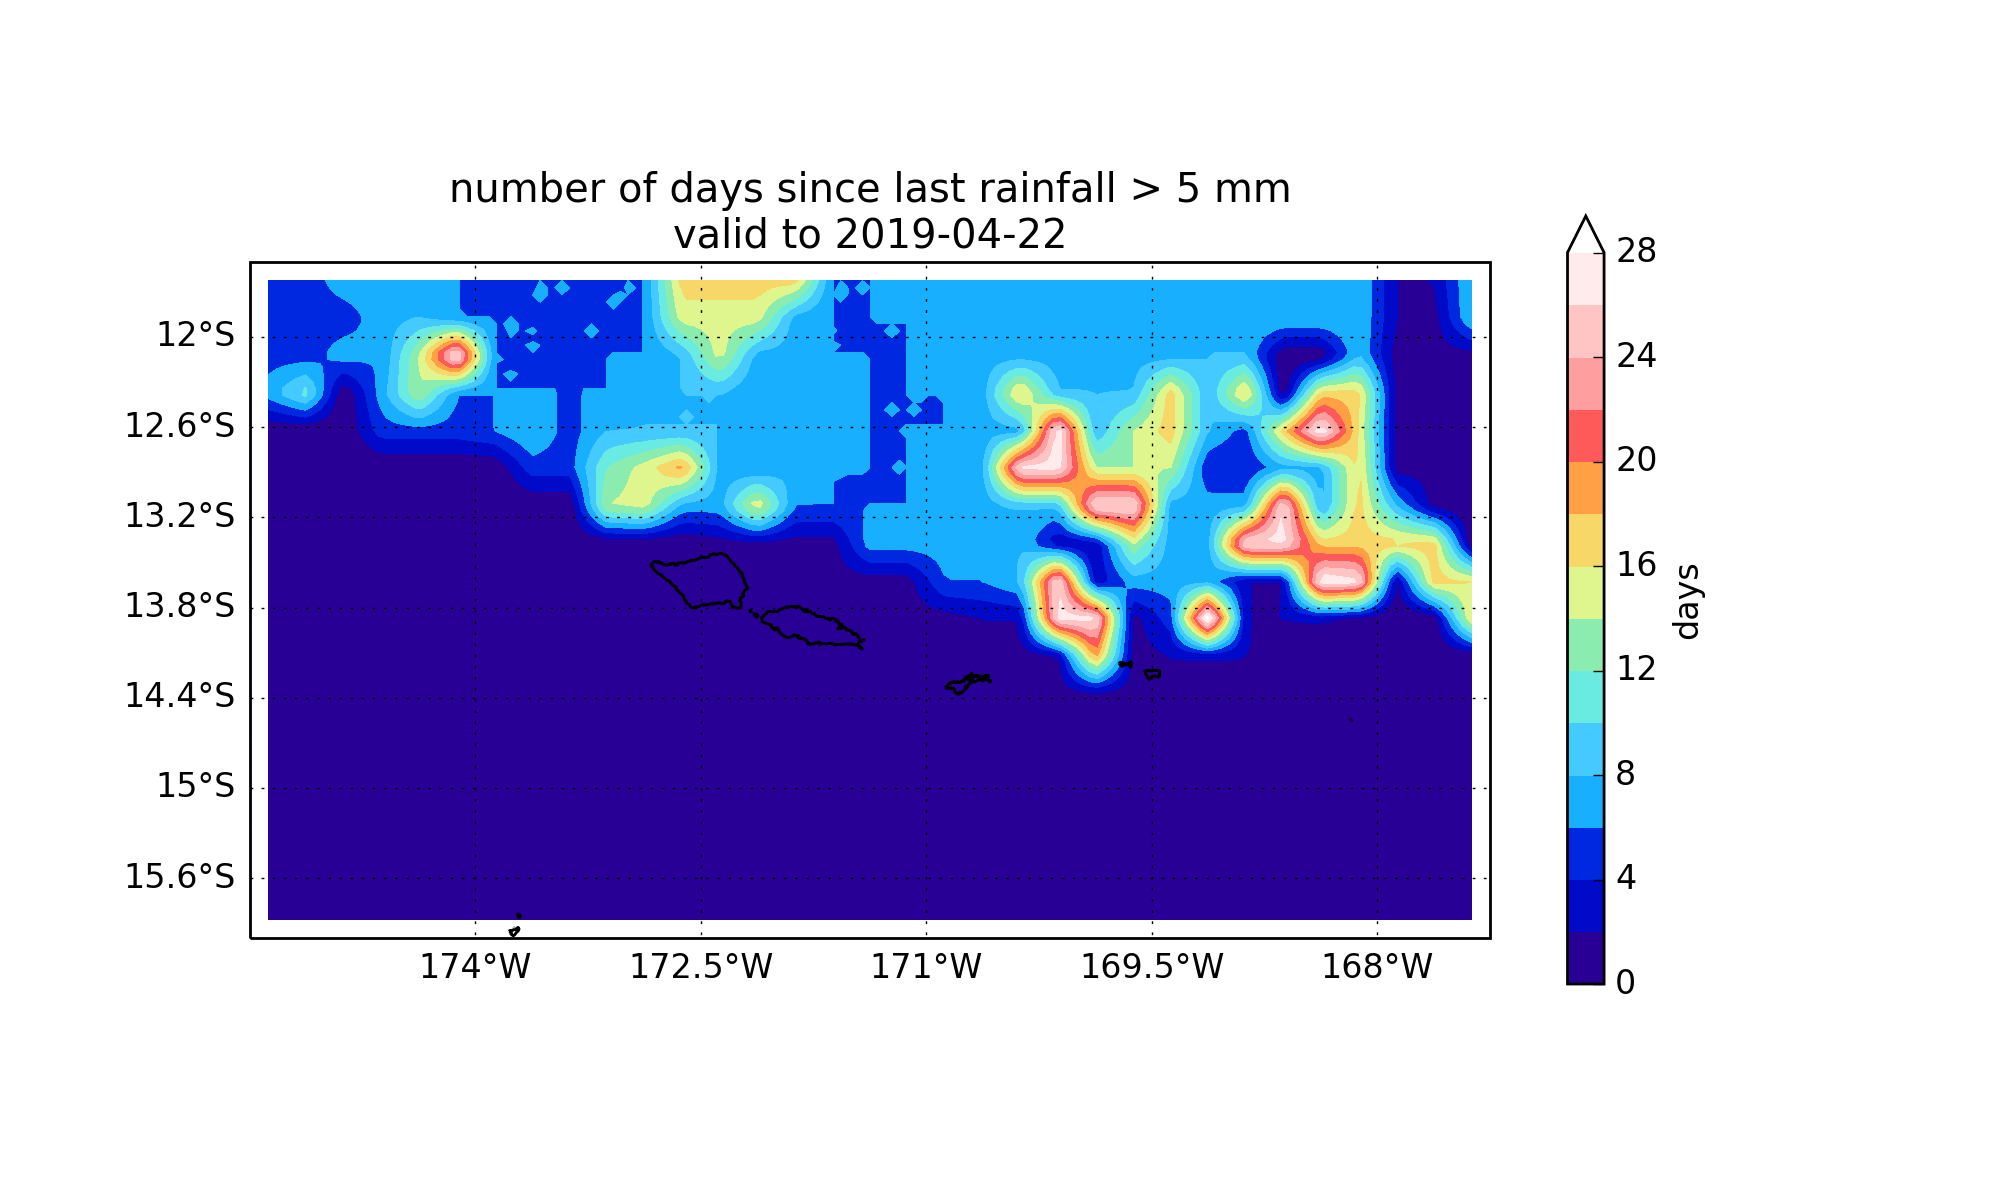 number of days since last rainfall > 5 mm
valid to 2019-04-22
12°S
12.6°S
13.2°S
13.8°S
14.4°S
15°S
15.6°S
174°W
172.5°W
171°W
169.5°W
168°W
28
24
20
16
12
8
4
0
days